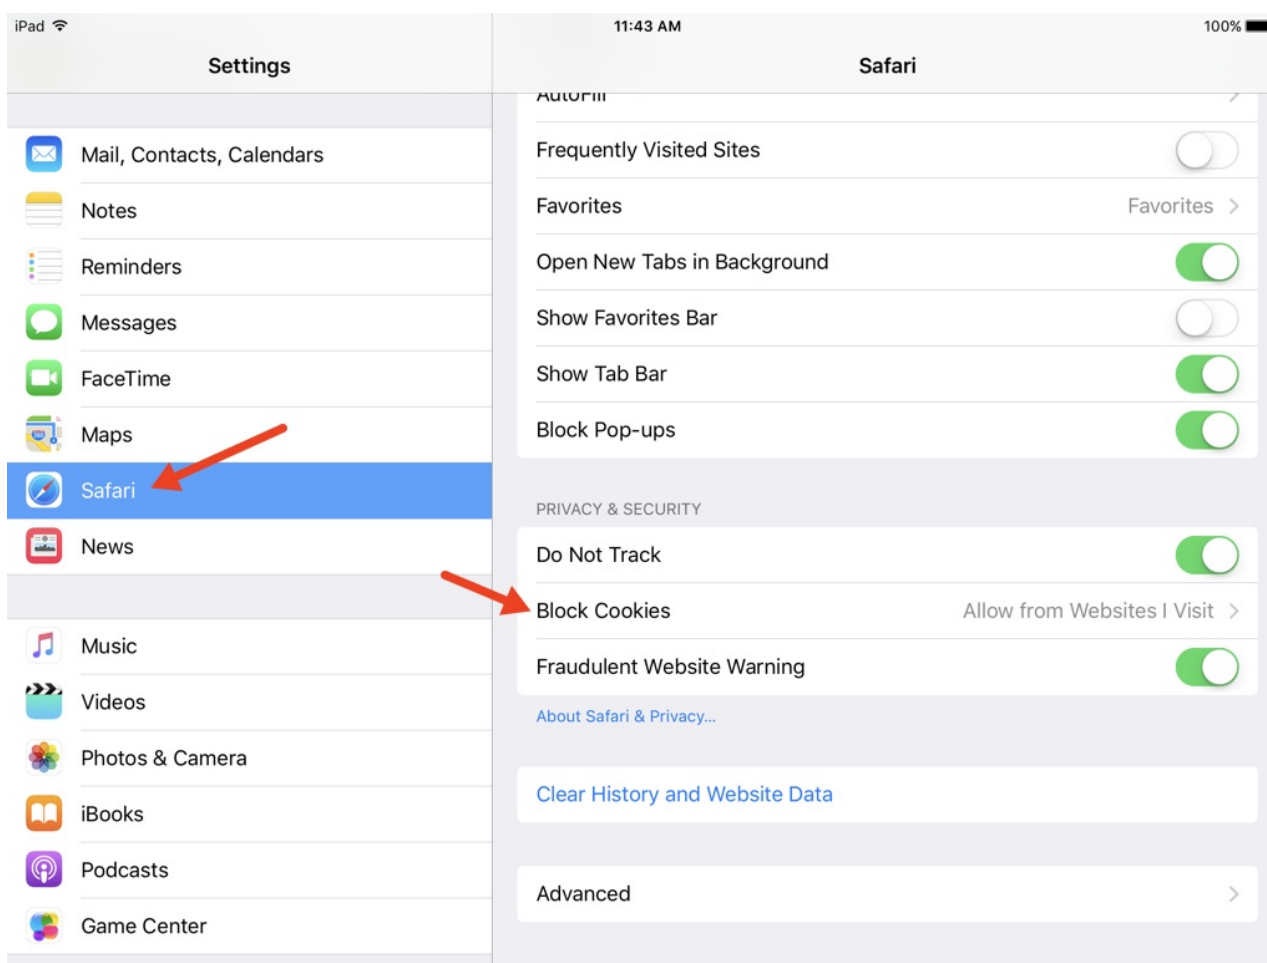 iPad
11:43 AM
100%
Settings
Safari
Mail, Contacts, Calendars
Notes
Reminders
Messages
FaceTime
Maps
Safari
News
Music
Videos
Photos & Camera
iBooks
Podcasts
Game Center
AutoFill
Frequently Visited Sites
Favorites Favorites
Open New Tabs in Background
Show Favorites Bar
Show Tab Bar
Block Pop-ups
PRIVACY & SECURITY
Do Not Track
Block Cookies Allow from Websites I Visit
Fraudulent Website Warning
About Safari & Privacy...
Clear History and Website Data
Advanced